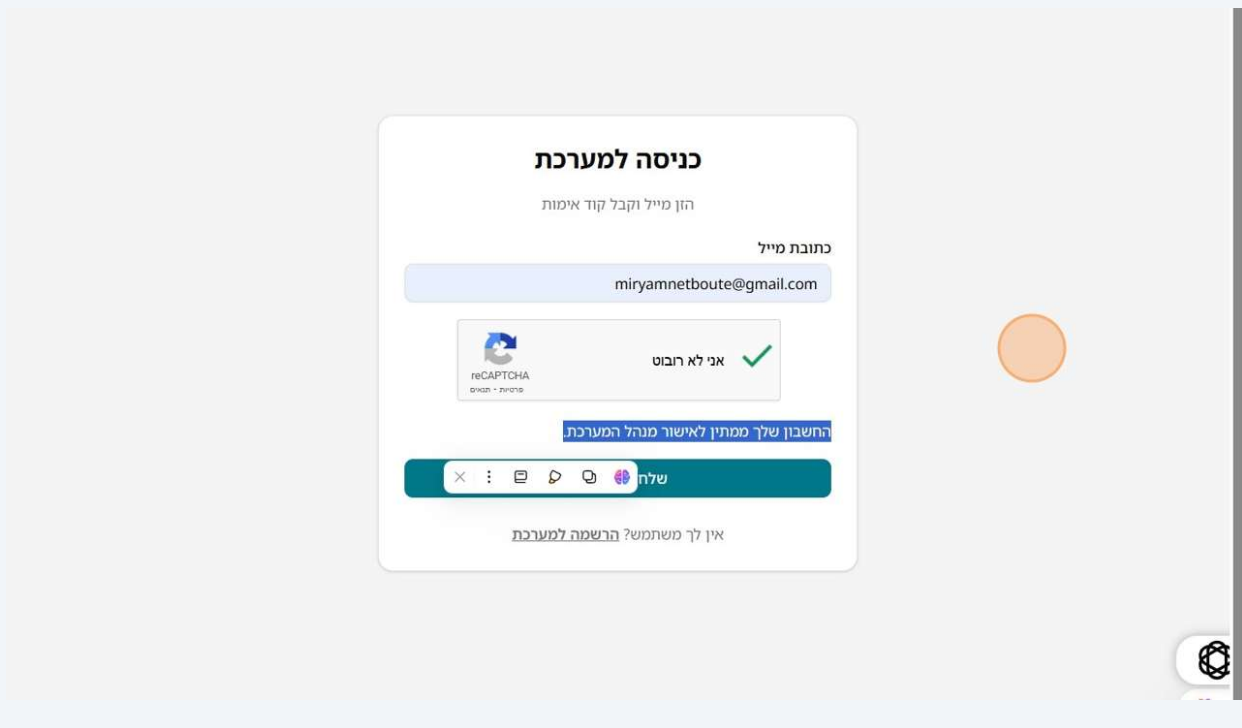 כניסה למערכת
הזן מייל וקבל קוד אימות
כתובת מייל
miryamnetboute@gmail.com
אני לא רובוט
reCAPTCHA
פרטיות - תנאים
החשבון שלך ממתין לאישור מנהל המערכת.
שלח
אין לך משתמש? הרשמה למערכת